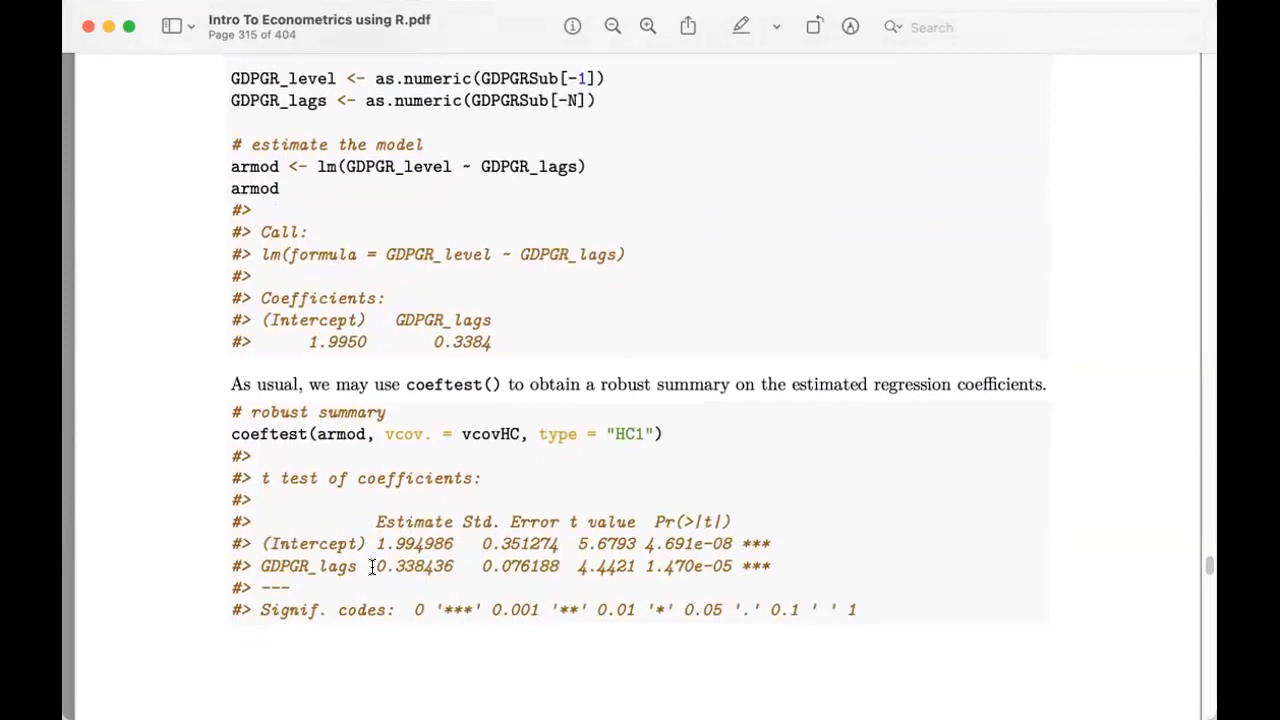 Intro To Econometrics using R.pdf
Page 315 of 404
Search
GDPGR_level <- as.numeric(GDPGRSub[-1])
GDPGR_lags <- as.numeric(GDPGRSub[-N])
# estimate the model
armod <- lm(GDPGR_level ~ GDPGR_lags)
armod
#>
#> Call:
#> lm(formula = GDPGR_level ~ GDPGR_lags)
#>
#> Coefficients:
#> (Intercept)   GDPGR_lags
#>      1.9950       0.3384
As usual, we may use coeftest() to obtain a robust summary on the estimated regression coefficients.
# robust summary
coeftest(armod, vcov. = vcovHC, type = "HC1")
#>
#> t test of coefficients:
#>
#>             Estimate Std. Error t value  Pr(>|t|)
#> (Intercept) 1.994986   0.351274  5.6793 4.691e-08 ***
#> GDPGR_lags  0.338436   0.076188  4.4421 1.470e-05 ***
#> ---
#> Signif. codes:  0 '***' 0.001 '**' 0.01 '*' 0.05 '.' 0.1 ' ' 1